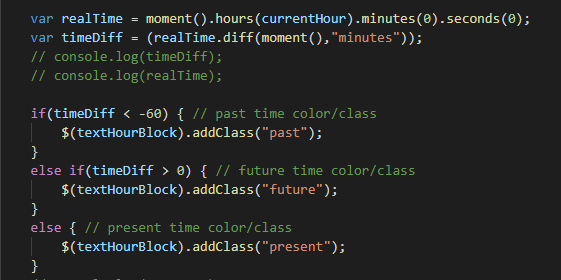 var realTime = moment().hours(currentHour).minutes(0).seconds(0);
var timeDiff = (realTime.diff(moment(),"minutes"));
// console.log(timeDiff);
// console.log(realTime);
if(timeDiff < -60) { // past time color/class
$(textHourBlock).addClass("past");
}
else if(timeDiff > 0) { // future time color/class
$(textHourBlock).addClass("future");
}
else { // present time color/class
$(textHourBlock).addClass("present");
}